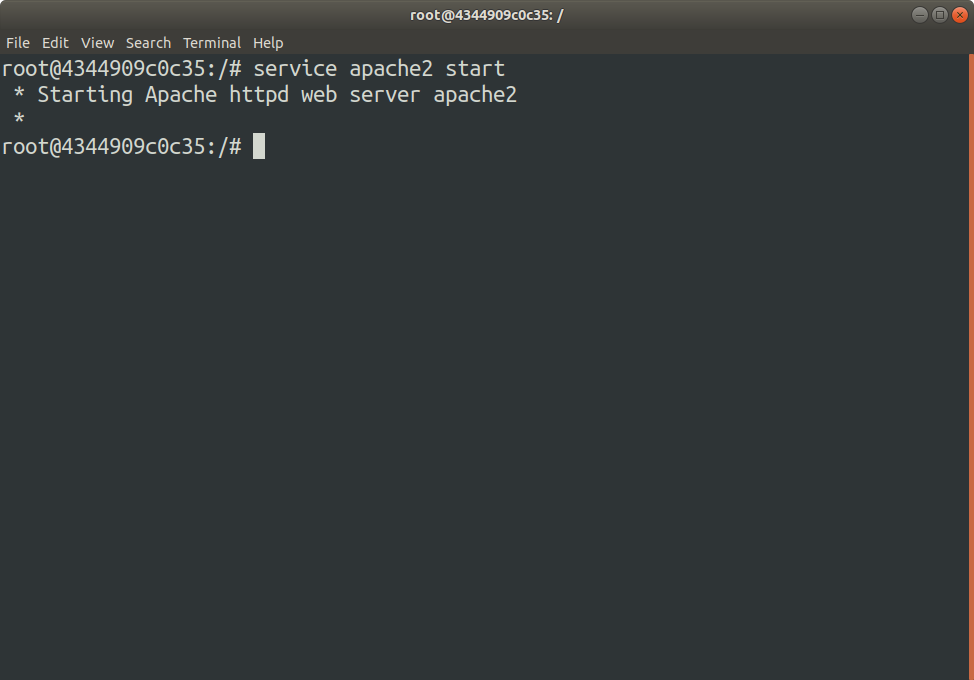 root@4344909c0c35: /
File Edit View Search Terminal Help
root@4344909c0c35:/# service apache2 start
 * Starting Apache httpd web server apache2
 *
root@4344909c0c35:/#